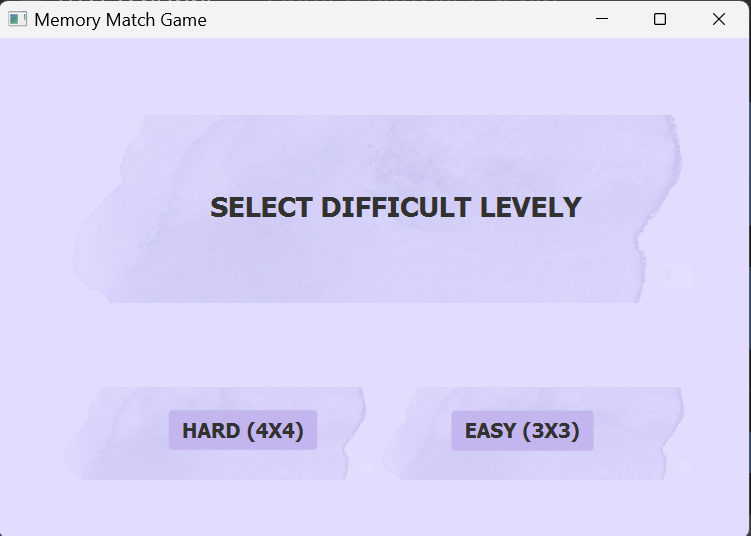 Memory Match Game
SELECT DIFFICULT LEVELY
HARD (4X4)
EASY (3X3)